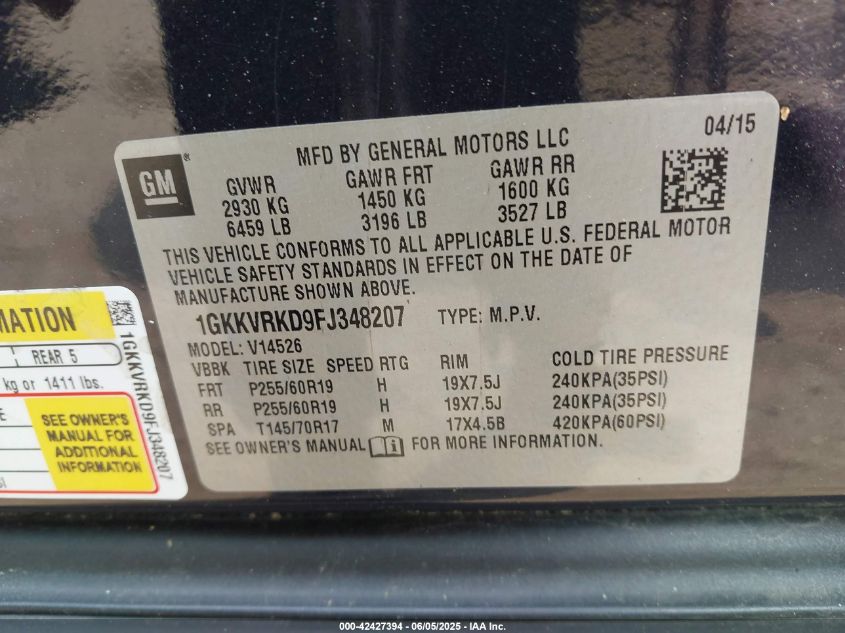 04/15
MFD BY GENERAL MOTORS LLC
GM®
GVWR GAWR FRT GAWR RR
2930 KG 1450 KG 1600 KG
6459 LB 3196 LB 3527 LB
THIS VEHICLE CONFORMS TO ALL APPLICABLE U.S. FEDERAL MOTOR
VEHICLE SAFETY STANDARDS IN EFFECT ON THE DATE OF
MANUFACTURE SHOWN ABOVE.
1GKKVRKD9FJ348207 TYPE: M.P.V.
MODEL: V14526
VBBK TIRE SIZE SPEED RTG RIM COLD TIRE PRESSURE
FRT P255/60R19 H 19X7.5J 240KPA(35PSI)
RR P255/60R19 H 19X7.5J 240KPA(35PSI)
SPA T145/70R17 M 17X4.5B 420KPA(60PSI)
SEE OWNER'S MANUAL FOR MORE INFORMATION.
MATION
REAR 5
kg or 1411 lbs.
SEE OWNER'S
MANUAL FOR
ADDITIONAL
INFORMATION
1GKKVRKD9FJ348207
000-42427394 | 06/05/2025 - IAA Inc.